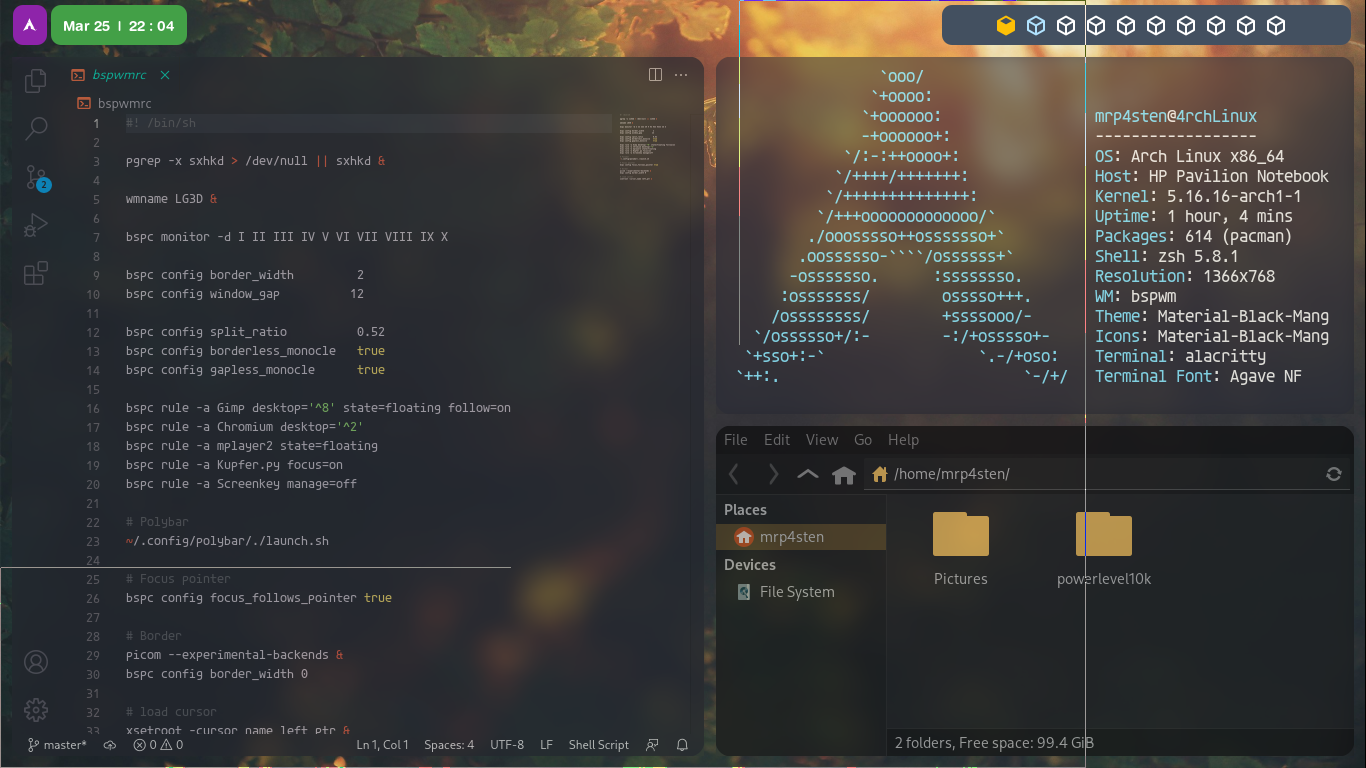 Mar 25 | 22 : 04
bspwmrc
bspwmrc
1 #! /bin/sh
2
3 pgrep -x sxhkd > /dev/null || sxhkd &
4
5 wmname LG3D &
6
7 bspc monitor -d I II III IV V VI VII VIII IX X
8
9 bspc config border_width 2
10 bspc config window_gap 12
11
12 bspc config split_ratio 0.52
13 bspc config borderless_monocle true
14 bspc config gapless_monocle true
15
16 bspc rule -a Gimp desktop='^8' state=floating follow=on
17 bspc rule -a Chromium desktop='^2'
18 bspc rule -a mplayer2 state=floating
19 bspc rule -a Kupfer.py focus=on
20 bspc rule -a Screenkey manage=off
21
22 # Polybar
23 ~/.config/polybar/./launch.sh
24
25 # Focus pointer
26 bspc config focus_follows_pointer true
27
28 # Border
29 picom --experimental-backends &
30 bspc config border_width 0
31
32 # load cursor
33 xsetroot -cursor_name left_ptr &
2
master* 0 0 Ln 1, Col 1 Spaces: 4 UTF-8 LF Shell Script
`ooo/
`+oooo:
`+oooooo:
-+oooooo+:
`/:-:++oooo+:
`/++++/+++++++:
`/++++++++++++++:
`/+++ooooooooooooo/`
./ooosssso++osssssso+`
.oossssso-````/ossssss+`
-osssssso. :ssssssso.
:osssssss/ osssso+++.
/ossssssss/ +ssssooo/-
`/ossssso+/:- -:/+osssso+-
`+sso+:-` `.-/+oso:
`++:. `-/+/
mrp4sten@4rchLinux
------------------
OS: Arch Linux x86_64
Host: HP Pavilion Notebook
Kernel: 5.16.16-arch1-1
Uptime: 1 hour, 4 mins
Packages: 614 (pacman)
Shell: zsh 5.8.1
Resolution: 1366x768
WM: bspwm
Theme: Material-Black-Mang
Icons: Material-Black-Mang
Terminal: alacritty
Terminal Font: Agave NF
File Edit View Go Help
/home/mrp4sten/
Places
mrp4sten
Devices
File System
Pictures
powerlevel10k
2 folders, Free space: 99.4 GiB